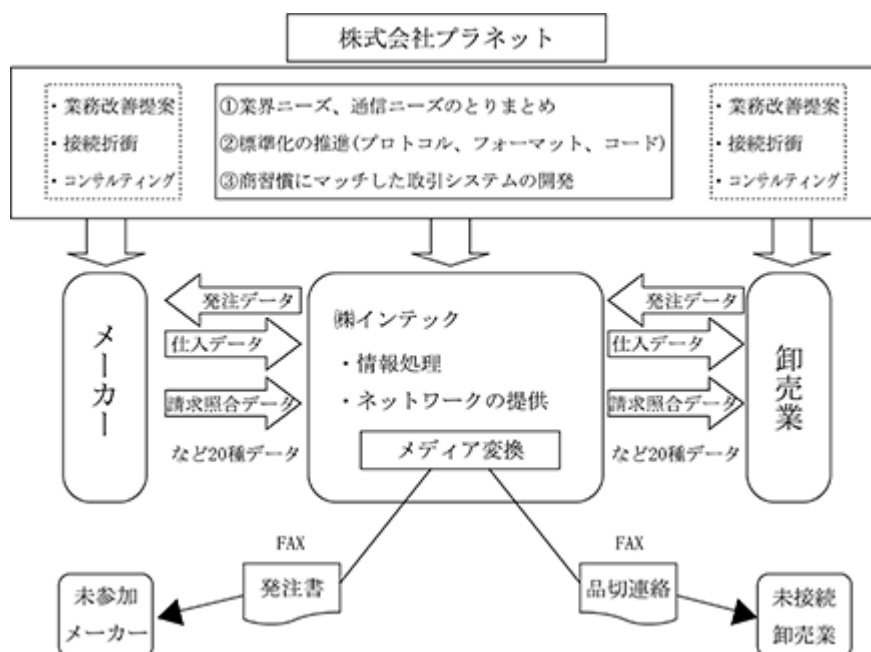 株式会社プラネット
・業務改善提案
・接続折衝
・コンサルティング
①業界ニーズ、通信ニーズのとりまとめ
②標準化の推進(プロトコル、フォーマット、コード)
③商習慣にマッチした取引システムの開発
・業務改善提案
・接続折衝
・コンサルティング
メーカー
発注データ
仕入データ
請求照合データ
など20種データ
㈱インテック
・情報処理
・ネットワークの提供
メディア変換
発注データ
仕入データ
請求照合データ
など20種データ
卸売業
FAX
発注書
FAX
品切連絡
未参加
メーカー
未接続
卸売業